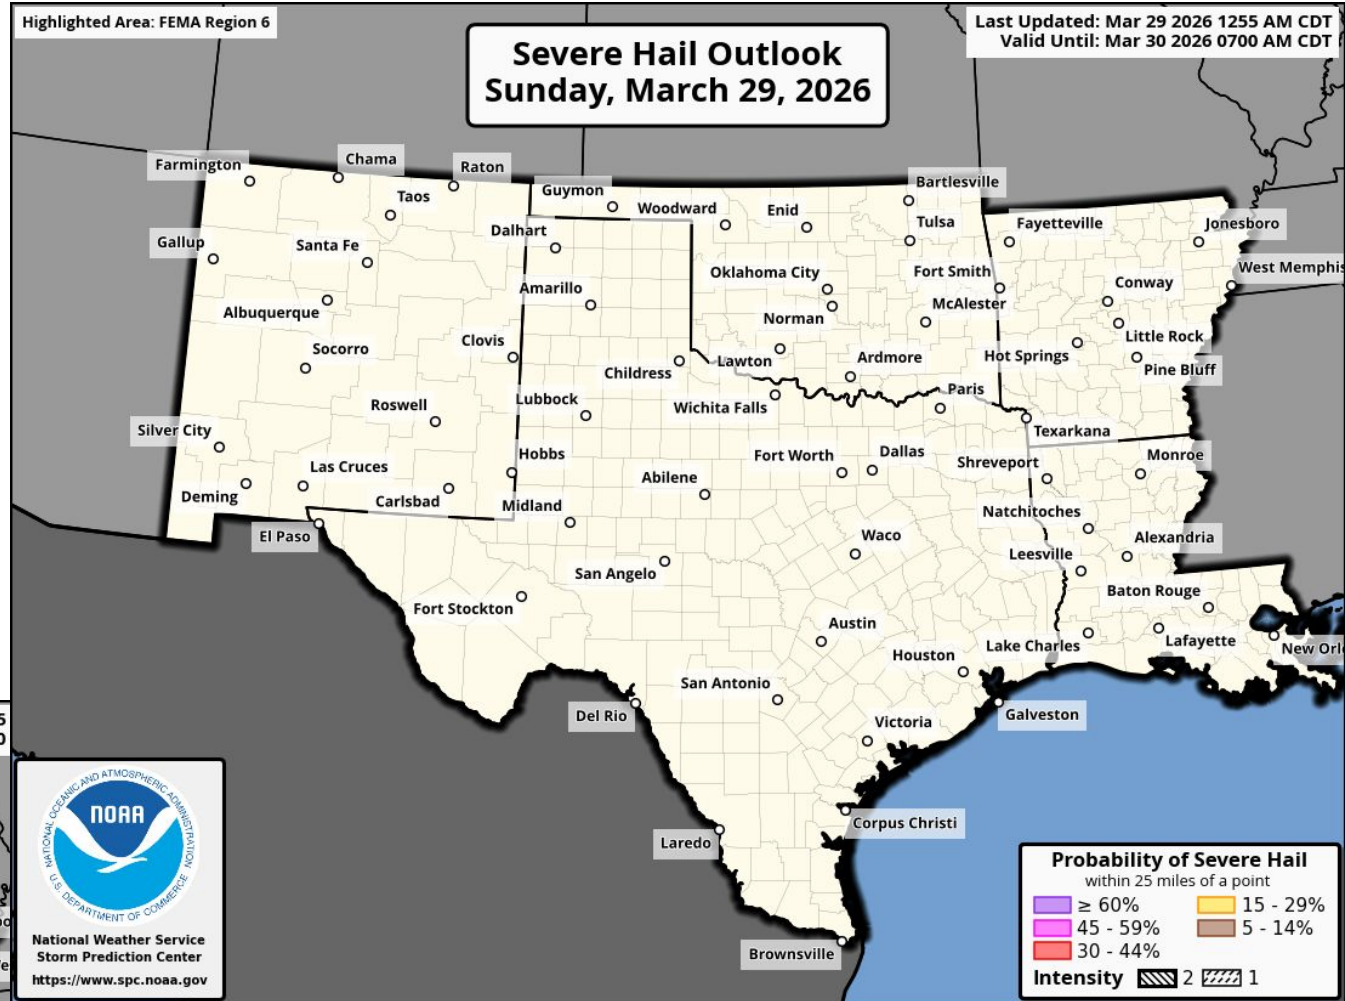 Highlighted Area: FEMA Region 6
Severe Hail Outlook
Sunday, March 29, 2026
Last Updated: Mar 29 2026 1255 AM CDT
Valid Until: Mar 30 2026 0700 AM CDT
Farmington
Chama
Raton
Taos
Guymon
Woodward
Enid
Bartlesville
Tulsa
Fayetteville
Jonesboro
Gallup
Santa Fe
Dalhart
Oklahoma City
Fort Smith
West Memphis
Amarillo
McAlester
Conway
Albuquerque
Norman
Little Rock
Socorro
Clovis
Childress
Lawton
Ardmore
Hot Springs
Pine Bluff
Roswell
Lubbock
Wichita Falls
Paris
Silver City
Texarkana
Las Cruces
Hobbs
Abilene
Fort Worth
Dallas
Shreveport
Monroe
Deming
Carlsbad
Midland
Natchitoches
El Paso
Waco
Alexandria
San Angelo
Leesville
Fort Stockton
Baton Rouge
Austin
Lake Charles
Lafayette
New Orl
Houston
San Antonio
Del Rio
Victoria
Galveston
Corpus Christi
Laredo
Brownsville
NATIONAL OCEANIC AND ATMOSPHERIC ADMINISTRATION
NOAA
U.S. DEPARTMENT OF COMMERCE
National Weather Service
Storm Prediction Center
https://www.spc.noaa.gov
Probability of Severe Hail
within 25 miles of a point
≥ 60%
15 - 29%
45 - 59%
5 - 14%
30 - 44%
Intensity 2 1